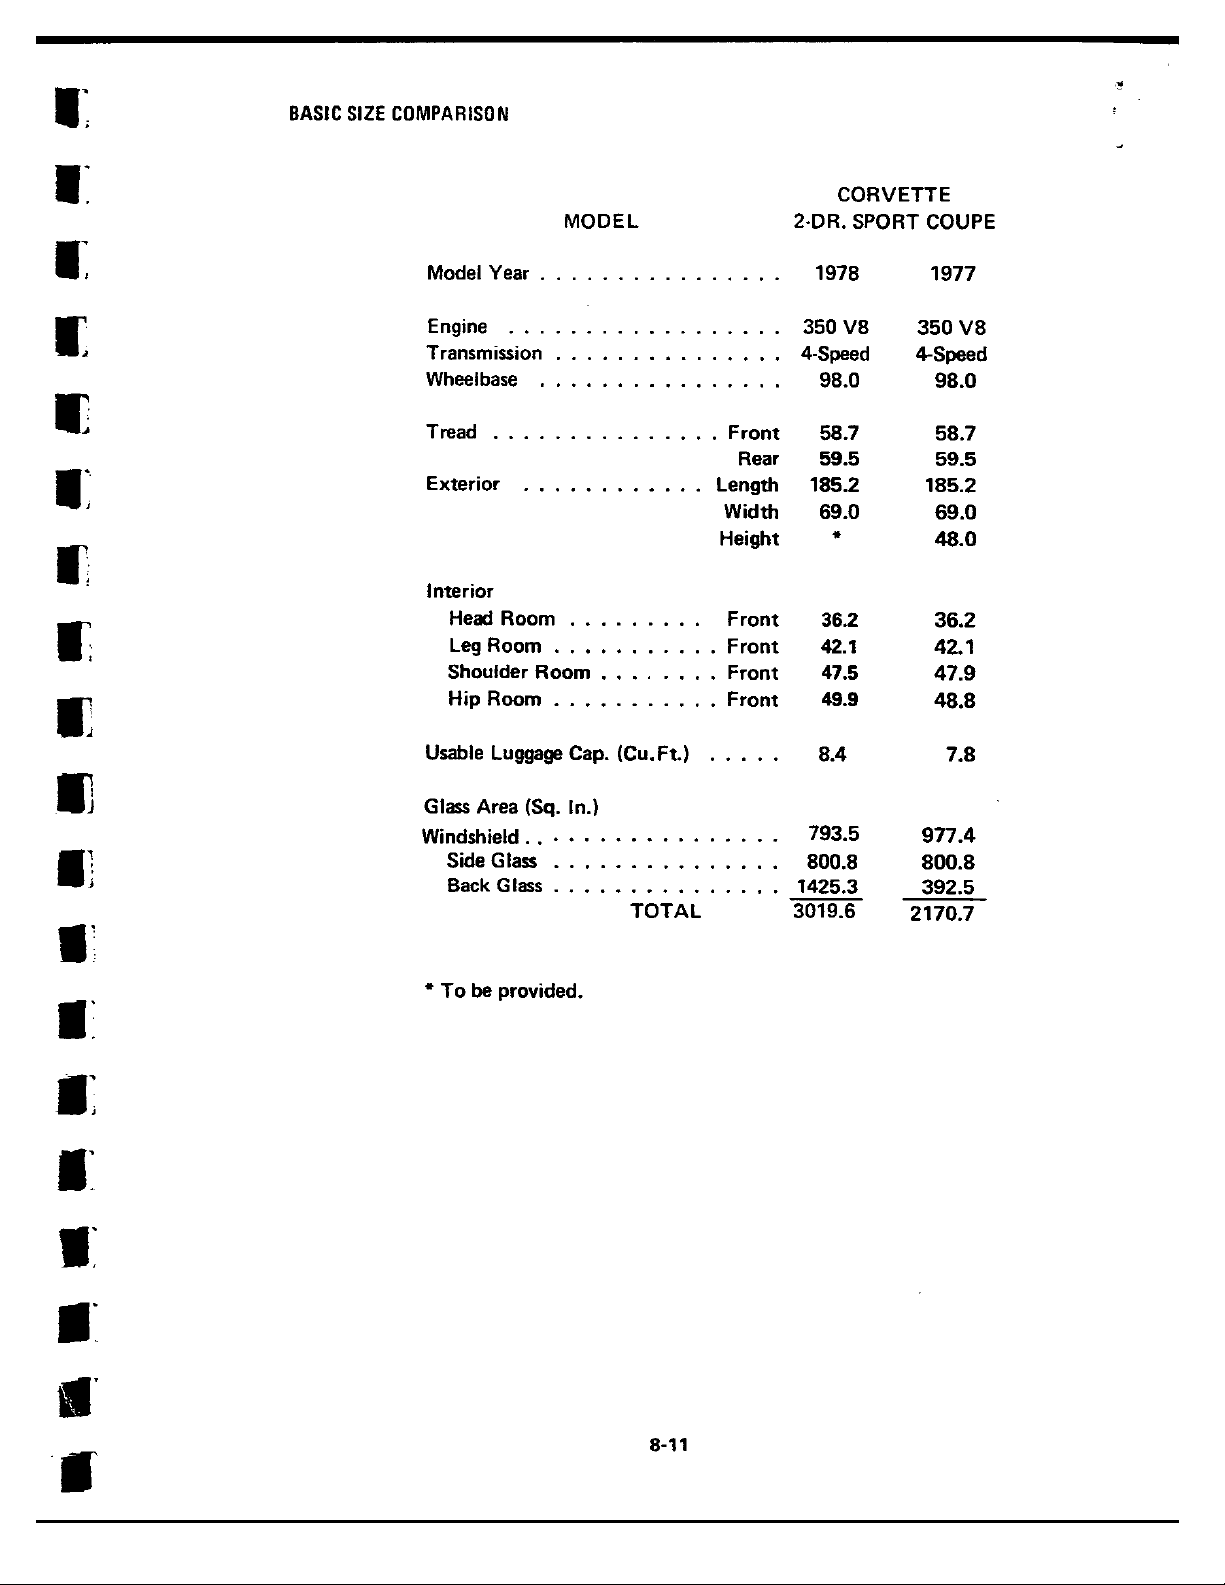 BASIC SIZE COMPARISON
CORVETTE
MODEL 2-DR. SPORT COUPE
Model Year . . . . . . . . . . . . . . . . 1978 1977
Engine . . . . . . . . . . . . . . . . . . 350 V8 350 V8
Transmission . . . . . . . . . . . . . . . 4-Speed 4-Speed
Wheelbase . . . . . . . . . . . . . . . . 98.0 98.0
Tread . . . . . . . . . . . . . . . Front 58.7 58.7
Rear 59.5 59.5
Exterior . . . . . . . . . . . . Length 185.2 185.2
Width 69.0 69.0
Height * 48.0
Interior
Head Room . . . . . . . . . Front 36.2 36.2
Leg Room . . . . . . . . . . . Front 42.1 42.1
Shoulder Room . . . . . . . . Front 47.5 47.9
Hip Room . . . . . . . . . . . Front 49.9 48.8
Usable Luggage Cap. (Cu.Ft.) . . . . . 8.4 7.8
Glass Area (Sq. In.)
Windshield . . . . . . . . . . . . . . . . . 793.5 977.4
Side Glass . . . . . . . . . . . . . . . 800.8 800.8
Back Glass . . . . . . . . . . . . . . . 1425.3 392.5
TOTAL 3019.6 2170.7
* To be provided.
8-11